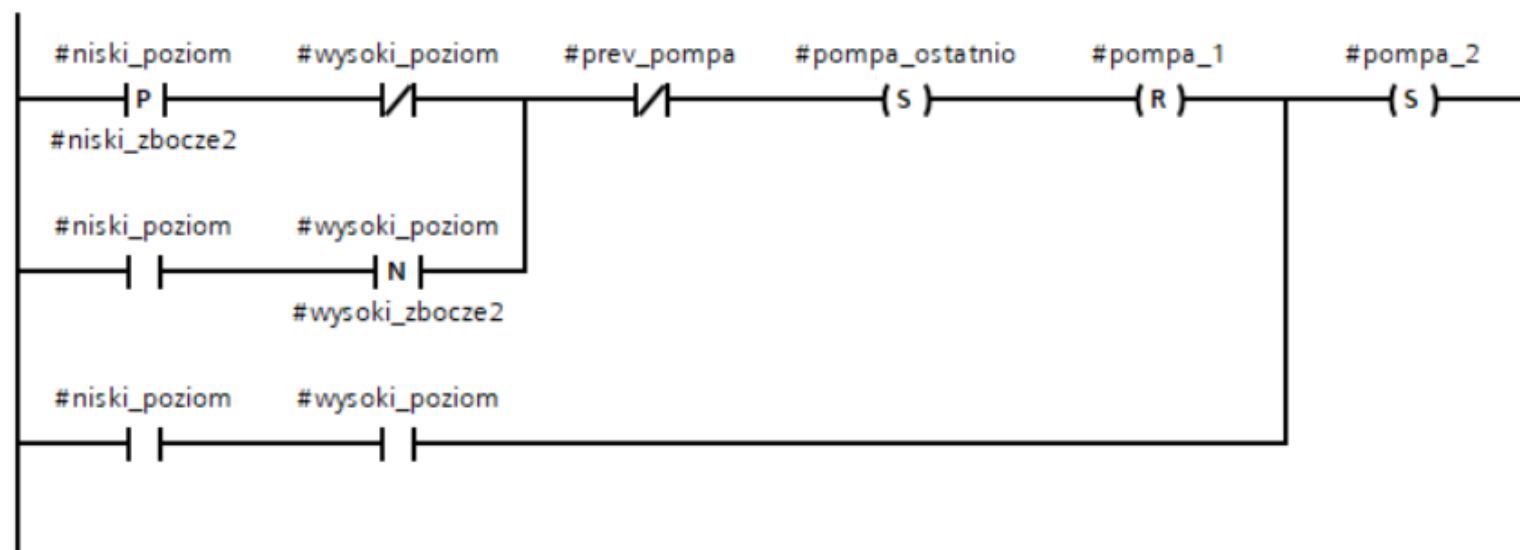 #niski_poziom #wysoki_poziom #prev_pompa #pompa_ostatnio #pompa_1 #pompa_2
P S R S
#niski_zbocze2
#niski_poziom #wysoki_poziom
N
#wysoki_zbocze2
#niski_poziom #wysoki_poziom